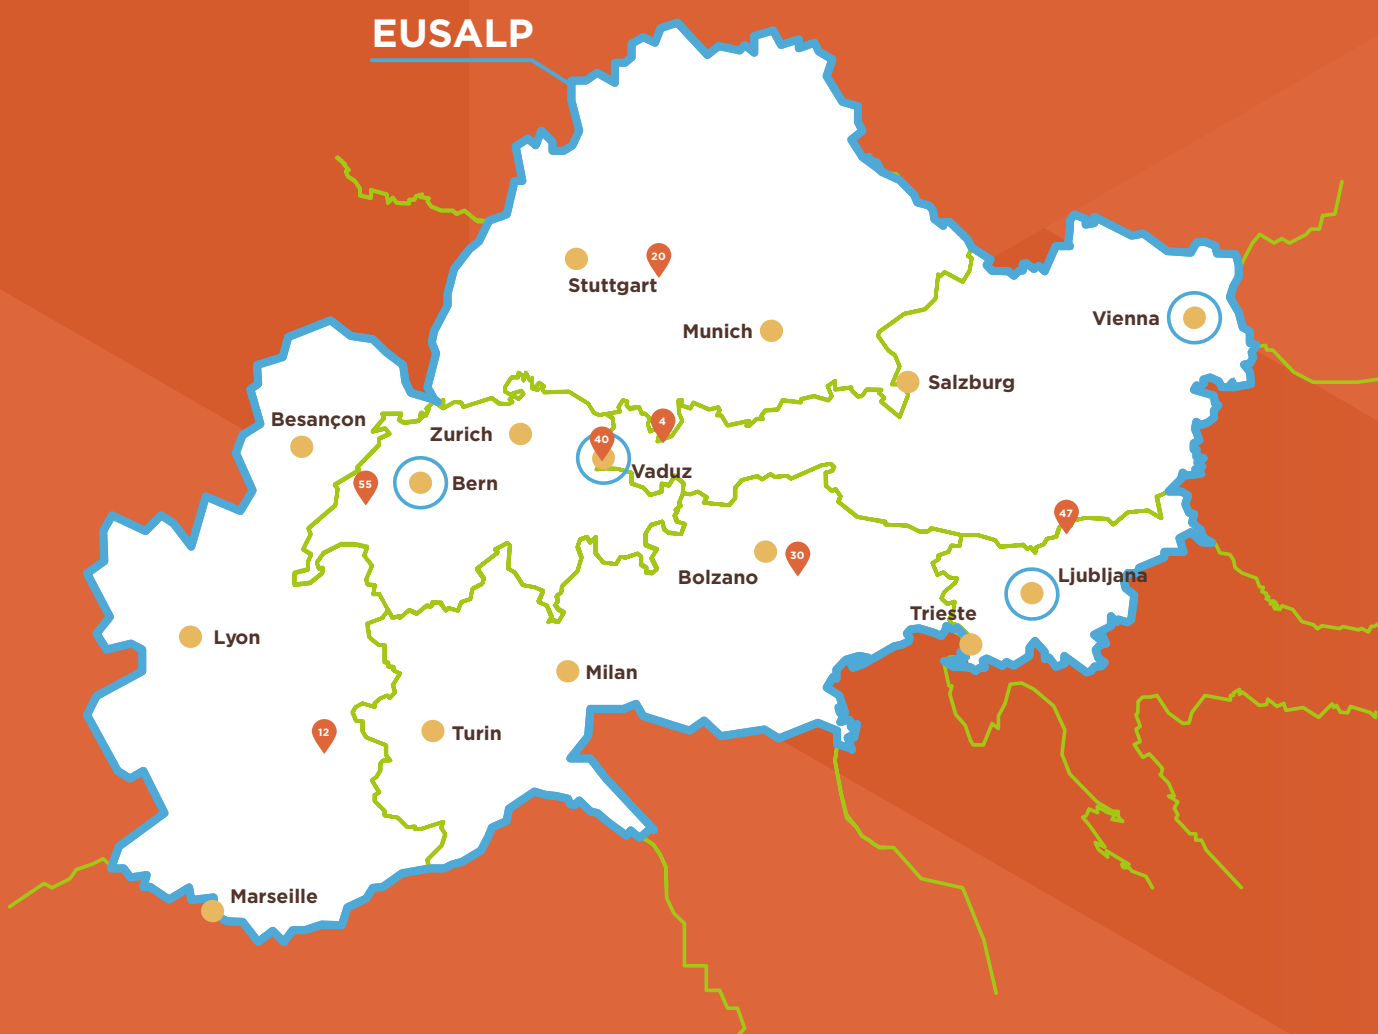 EUSALP
20
Stuttgart
Vienna
Munich
Salzburg
Besançon
Zurich
4
40
Vaduz
55
Bern
47
30
Bolzano
Ljubljana
Trieste
Lyon
Milan
12
Turin
Marseille